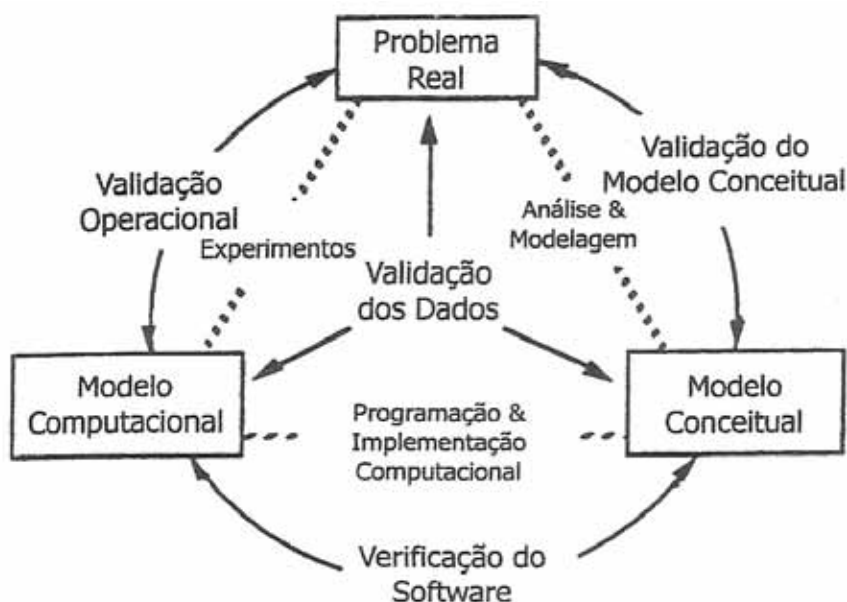 Problema
Real
Validação
Operacional
Validação do
Modelo Conceitual
Experimentos
Análise &
Modelagem
Validação
dos Dados
Modelo
Computacional
Programação &
Implementação
Computacional
Modelo
Conceitual
Verificação do
Software